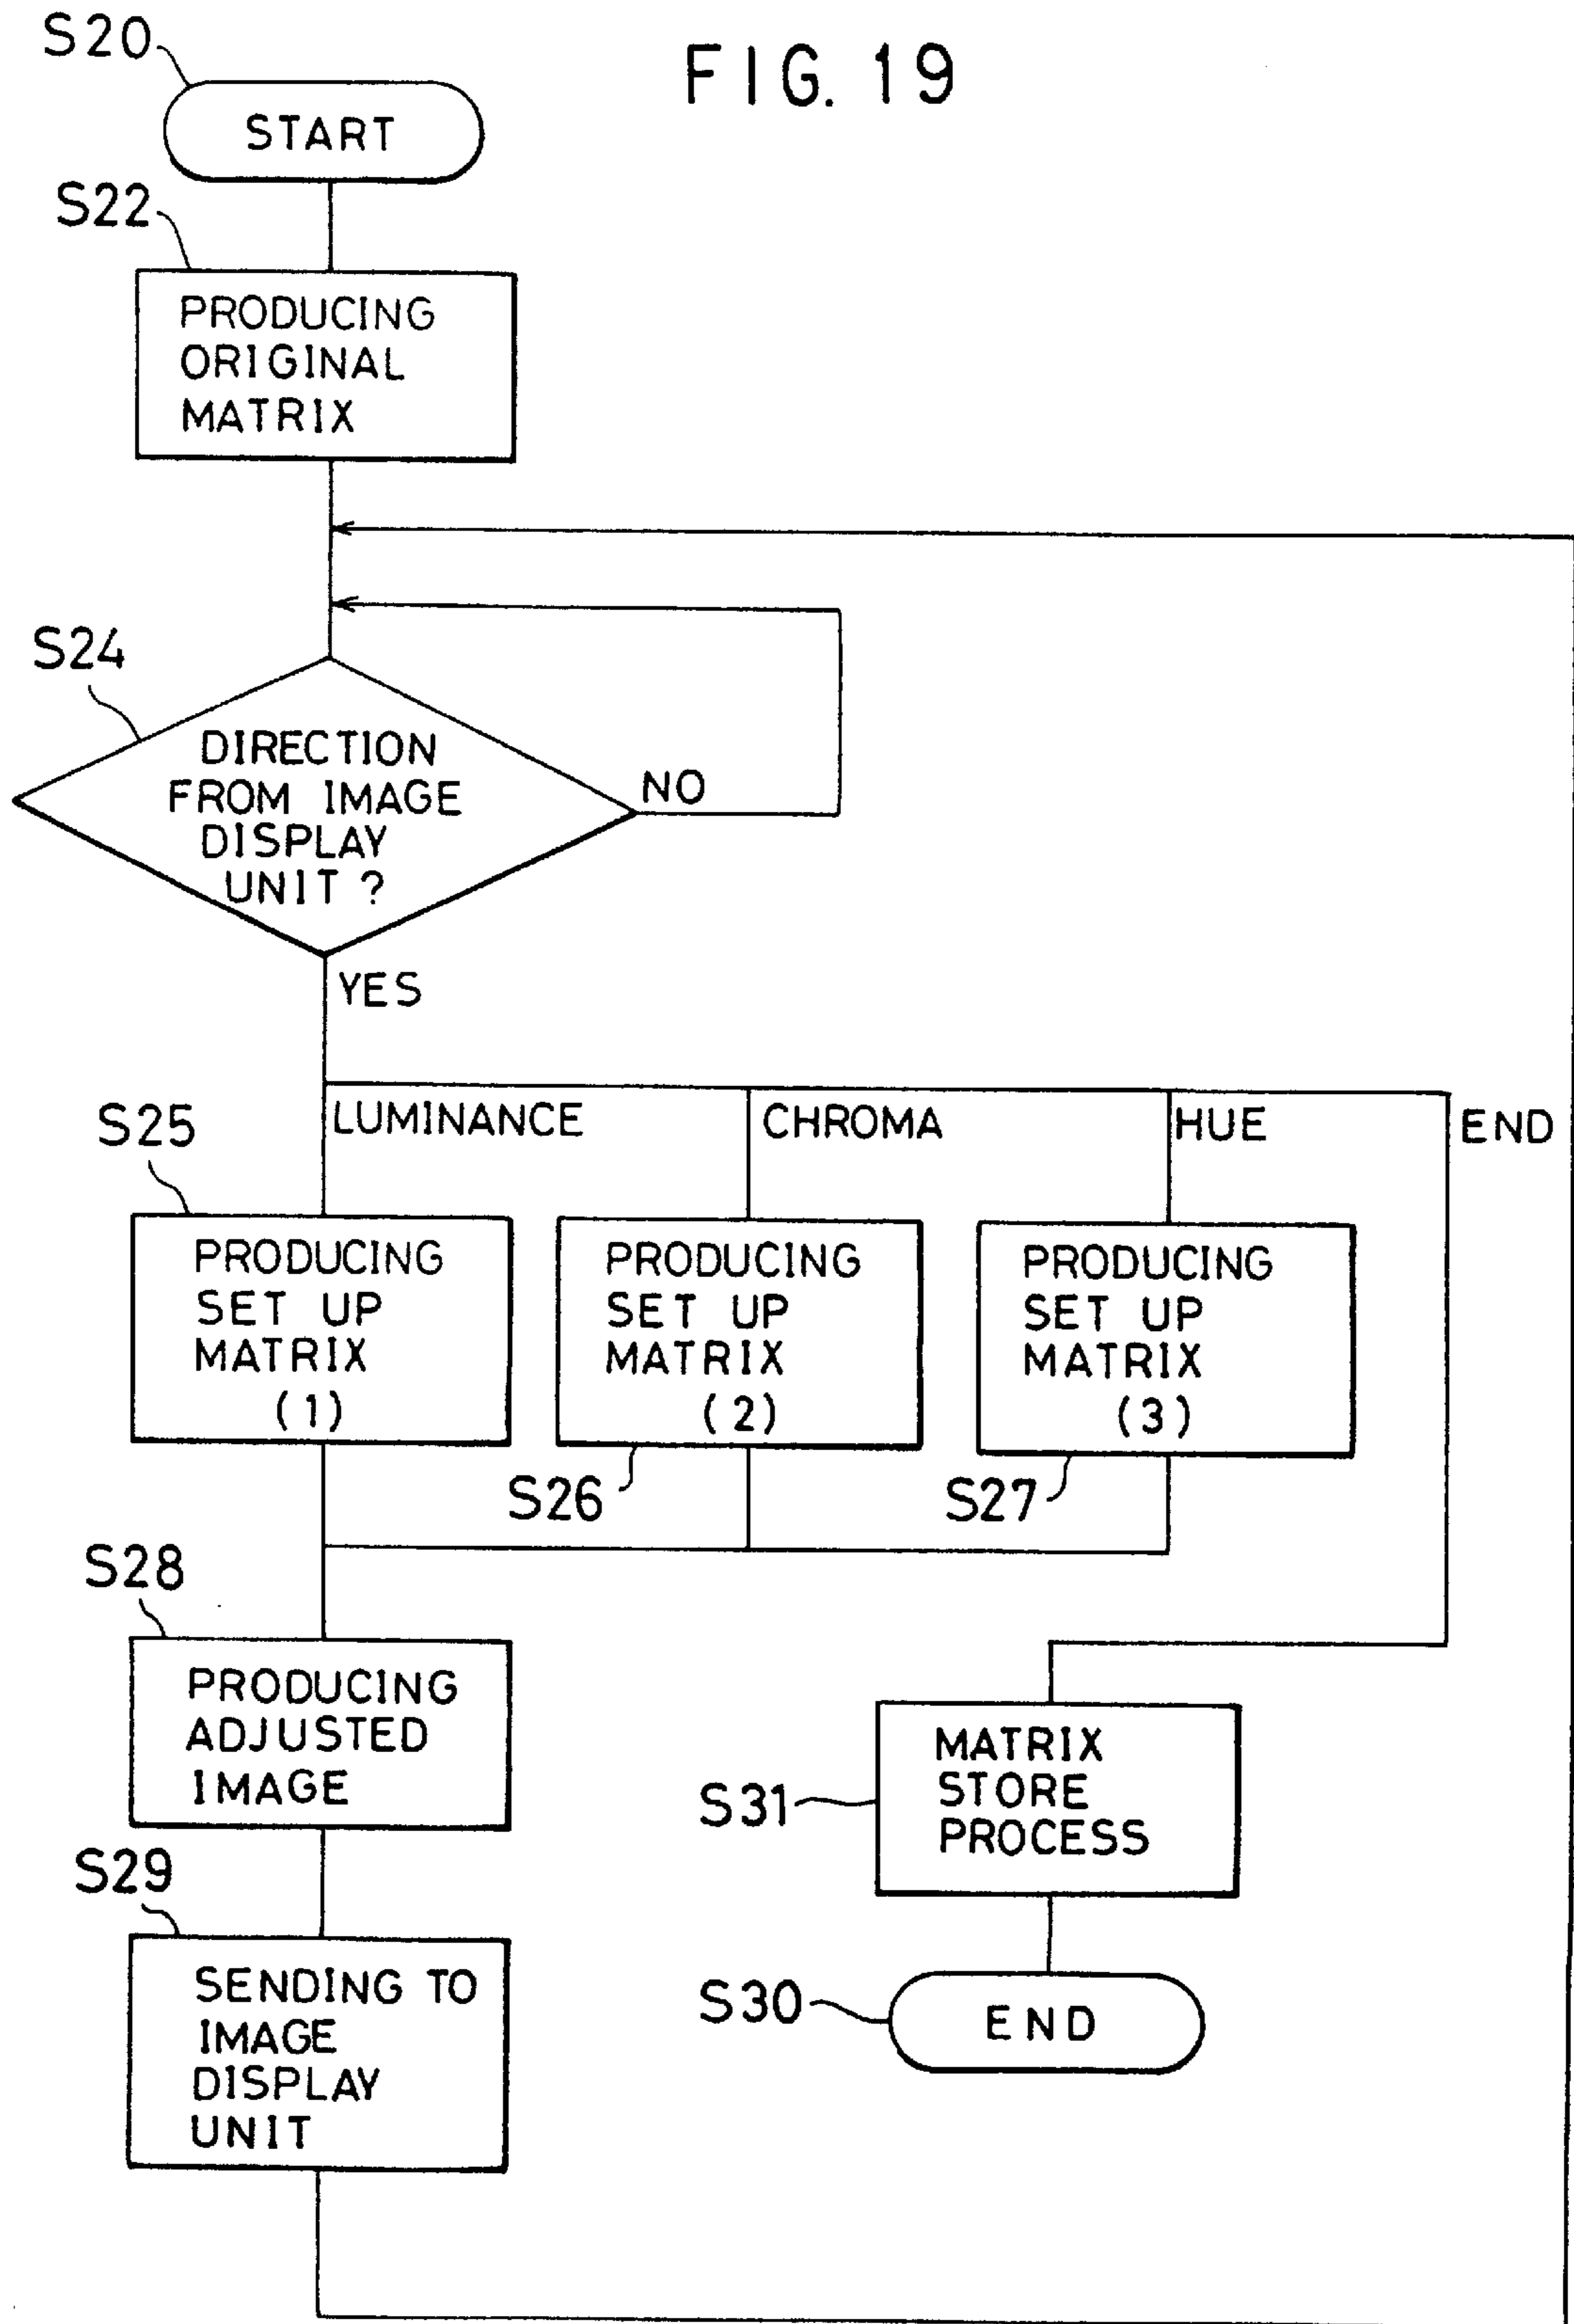 S20
FIG. 19
START
S22
PRODUCING
ORIGINAL
MATRIX
S24
DIRECTION
FROM IMAGE
DISPLAY
UNIT ?
NO
YES
LUMINANCE
CHROMA
HUE
END
S25
PRODUCING
SET UP
MATRIX
(1)
PRODUCING
SET UP
MATRIX
(2)
S26
PRODUCING
SET UP
MATRIX
(3)
S27
S28
PRODUCING
ADJUSTED
IMAGE
S31
MATRIX
STORE
PROCESS
S29
SENDING TO
IMAGE
DISPLAY
UNIT
S30
END